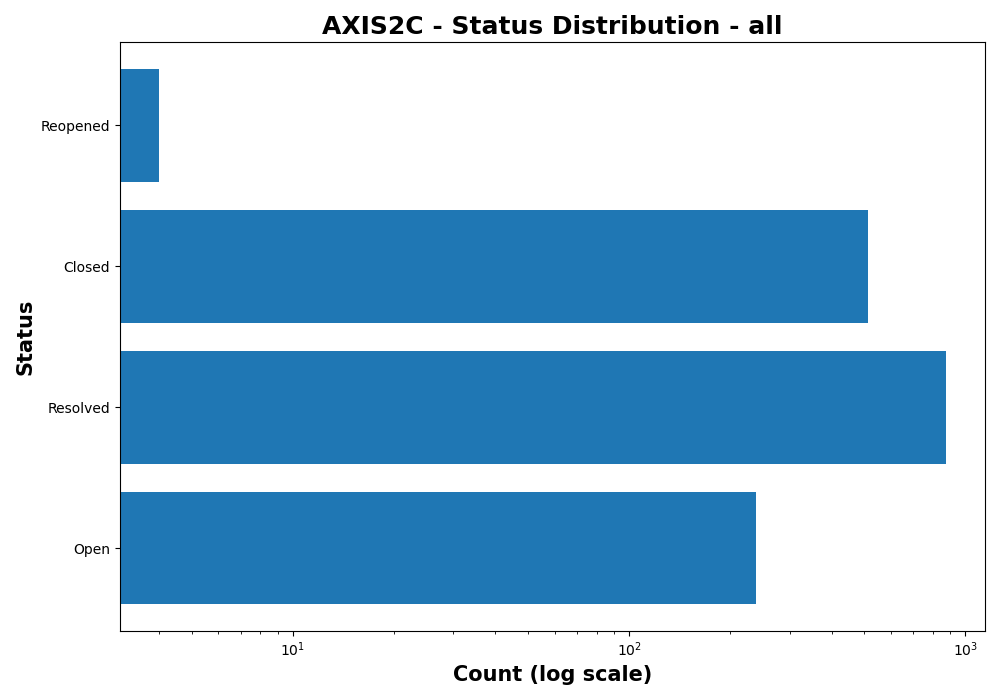 AXIS2C - Status Distribution - all
Status
Reopened
Closed
Resolved
Open
10¹
10²
10³
Count (log scale)